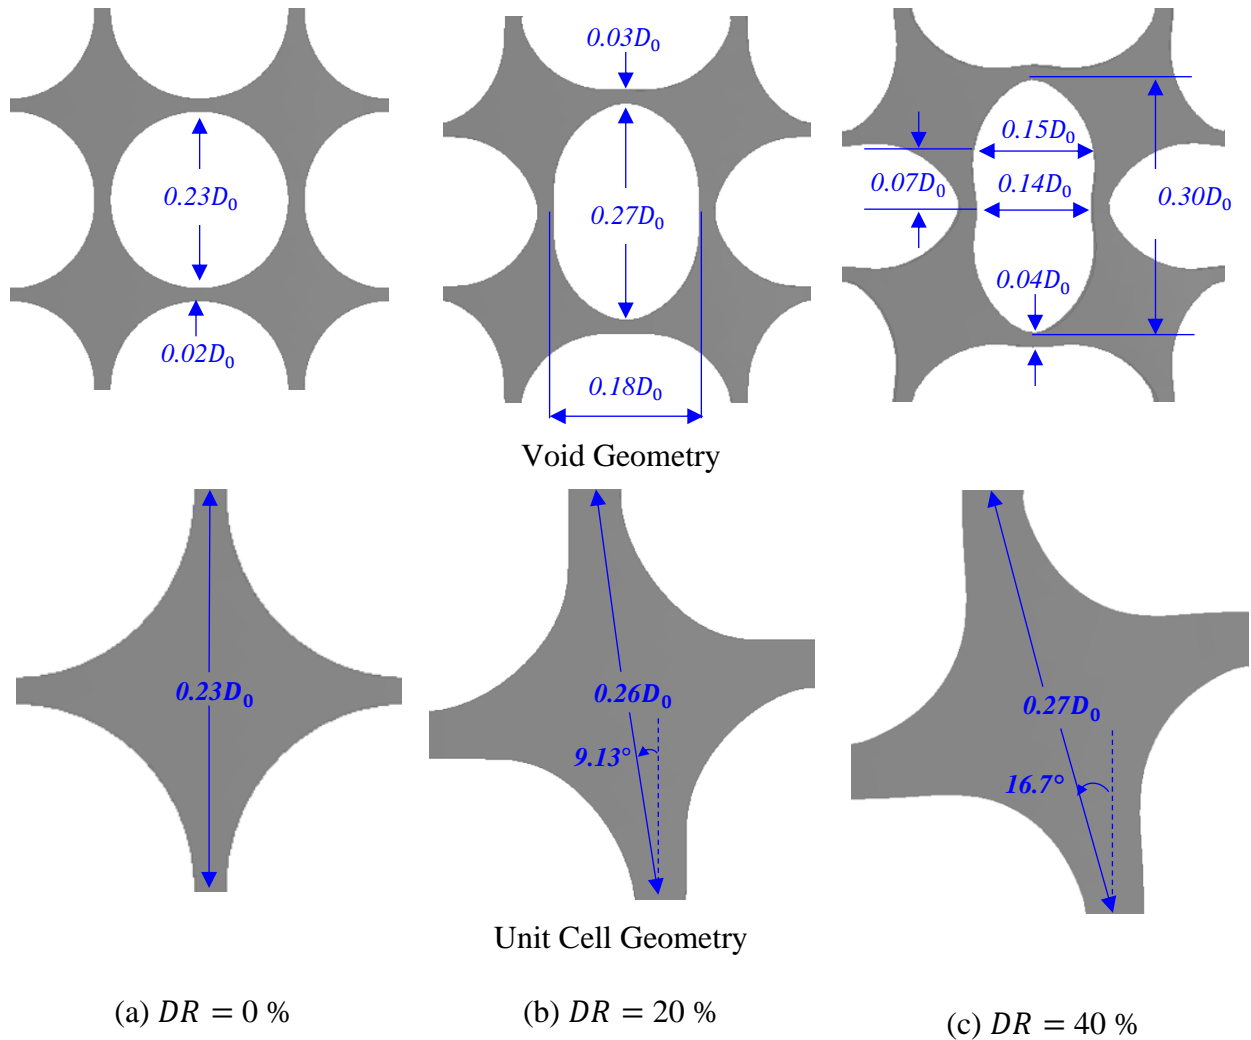 0.03D₀
0.23D₀
0.02D₀
0.27D₀
0.18D₀
0.15D₀
0.07D₀
0.14D₀
0.30D₀
0.04D₀
Void Geometry
0.23D₀
0.26D₀
9.13°
0.27D₀
16.7°
Unit Cell Geometry
(a) DR = 0 %
(b) DR = 20 %
(c) DR = 40 %